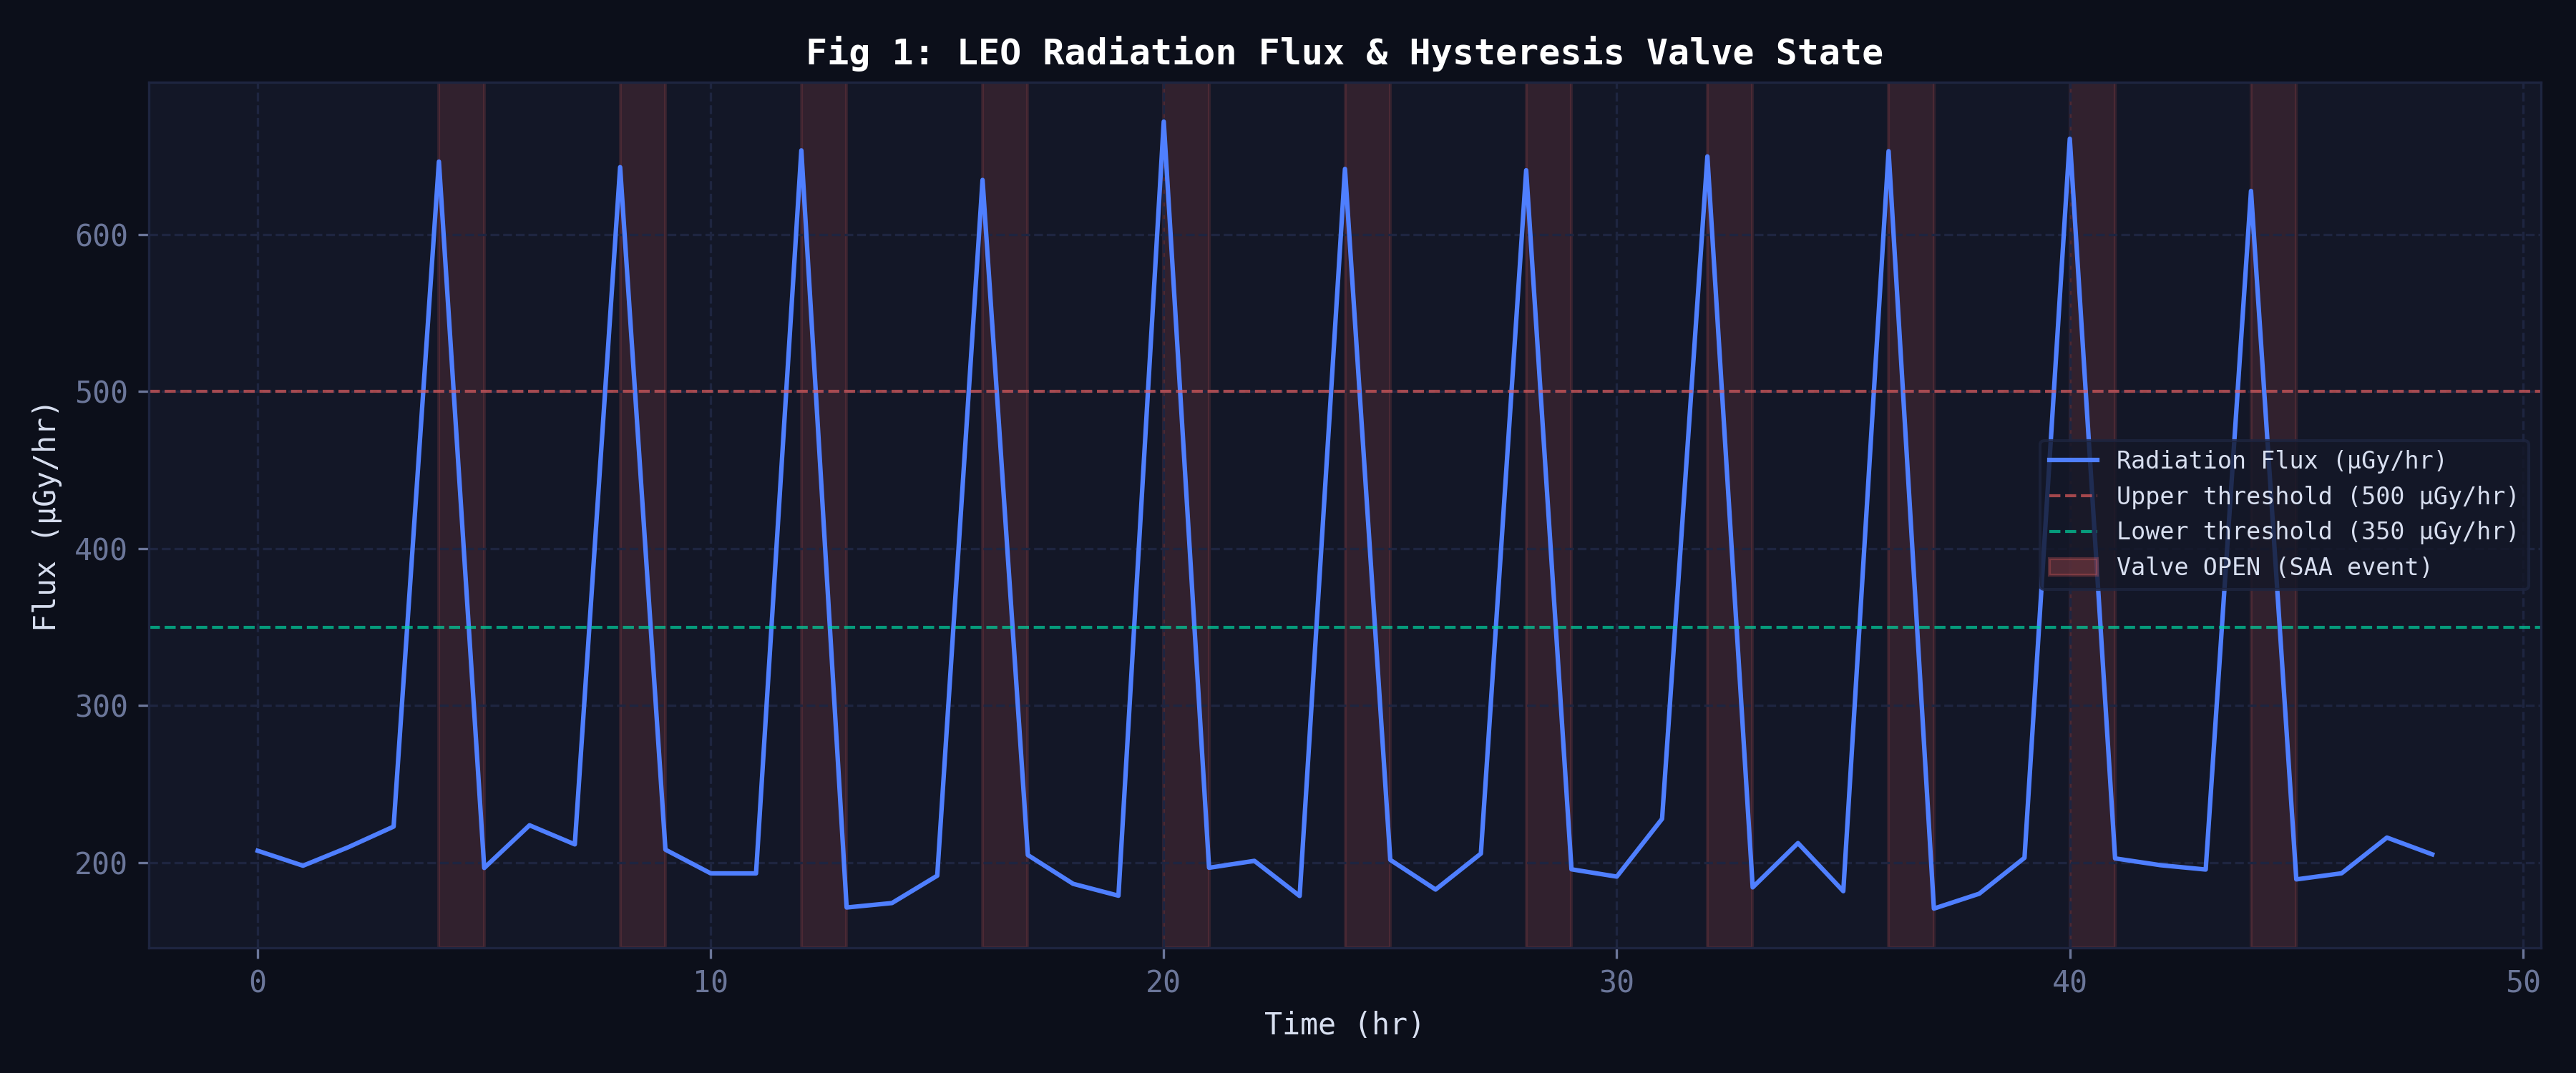 Fig 1: LEO Radiation Flux & Hysteresis Valve State
Flux (μGy/hr)
600
500
400
300
200
Radiation Flux (μGy/hr)
Upper threshold (500 μGy/hr)
Lower threshold (350 μGy/hr)
Valve OPEN (SAA event)
0
10
20
30
40
50
Time (hr)